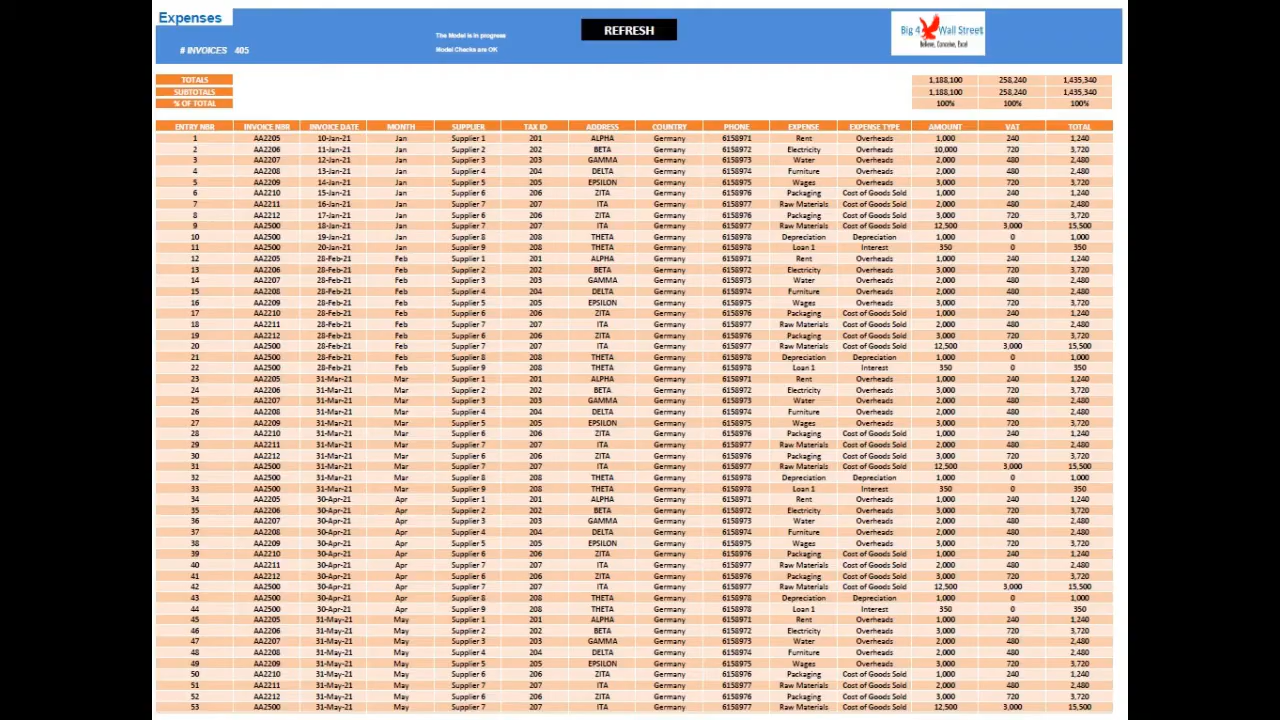 Expenses
# INVOICES 405
The Model is in progress
Model Checks are OK
REFRESH
Big 4 Wall Street
Believe, Conceive, Excel
TOTALS 1,188,100 258,240 1,435,340
SUBTOTALS 1,188,100 258,240 1,435,340
% OF TOTAL 100% 100% 100%
ENTRY NBR INVOICE NBR INVOICE DATE MONTH SUPPLIER TAX ID ADDRESS COUNTRY PHONE EXPENSE EXPENSE TYPE AMOUNT VAT TOTAL
1 AA2205 10-Jan-21 Jan Supplier 1 201 ALPHA Germany 6158971 Rent Overheads 1,000 240 1,240
2 AA2206 11-Jan-21 Jan Supplier 2 202 BETA Germany 6158972 Electricity Overheads 10,000 720 3,720
3 AA2207 12-Jan-21 Jan Supplier 3 203 GAMMA Germany 6158973 Water Overheads 2,000 480 2,480
4 AA2208 13-Jan-21 Jan Supplier 4 204 DELTA Germany 6158974 Furniture Overheads 2,000 480 2,480
5 AA2209 14-Jan-21 Jan Supplier 5 205 EPSILON Germany 6158975 Wages Overheads 3,000 720 3,720
6 AA2210 15-Jan-21 Jan Supplier 6 206 ZITA Germany 6158976 Packaging Cost of Goods Sold 1,000 240 1,240
7 AA2211 16-Jan-21 Jan Supplier 7 207 ITA Germany 6158977 Raw Materials Cost of Goods Sold 2,000 480 2,480
8 AA2212 17-Jan-21 Jan Supplier 6 206 ZITA Germany 6158976 Packaging Cost of Goods Sold 3,000 720 3,720
9 AA2500 18-Jan-21 Jan Supplier 7 207 ITA Germany 6158977 Raw Materials Cost of Goods Sold 12,500 3,000 15,500
10 AA2500 19-Jan-21 Jan Supplier 8 208 THETA Germany 6158978 Depreciation Depreciation 1,000 0 1,000
11 AA2500 20-Jan-21 Jan Supplier 9 208 THETA Germany 6158978 Loan 1 Interest 350 0 350
12 AA2205 28-Feb-21 Feb Supplier 1 201 ALPHA Germany 6158971 Rent Overheads 1,000 240 1,240
13 AA2206 28-Feb-21 Feb Supplier 2 202 BETA Germany 6158972 Electricity Overheads 3,000 720 3,720
14 AA2207 28-Feb-21 Feb Supplier 3 203 GAMMA Germany 6158973 Water Overheads 2,000 480 2,480
15 AA2208 28-Feb-21 Feb Supplier 4 204 DELTA Germany 6158974 Furniture Overheads 2,000 480 2,480
16 AA2209 28-Feb-21 Feb Supplier 5 205 EPSILON Germany 6158975 Wages Overheads 3,000 720 3,720
17 AA2210 28-Feb-21 Feb Supplier 6 206 ZITA Germany 6158976 Packaging Cost of Goods Sold 1,000 240 1,240
18 AA2211 28-Feb-21 Feb Supplier 7 207 ITA Germany 6158977 Raw Materials Cost of Goods Sold 2,000 480 2,480
19 AA2212 28-Feb-21 Feb Supplier 6 206 ZITA Germany 6158976 Packaging Cost of Goods Sold 3,000 720 3,720
20 AA2500 28-Feb-21 Feb Supplier 7 207 ITA Germany 6158977 Raw Materials Cost of Goods Sold 12,500 3,000 15,500
21 AA2500 28-Feb-21 Feb Supplier 8 208 THETA Germany 6158978 Depreciation Depreciation 1,000 0 1,000
22 AA2500 28-Feb-21 Feb Supplier 9 208 THETA Germany 6158978 Loan 1 Interest 350 0 350
23 AA2205 31-Mar-21 Mar Supplier 1 201 ALPHA Germany 6158971 Rent Overheads 1,000 240 1,240
24 AA2206 31-Mar-21 Mar Supplier 2 202 BETA Germany 6158972 Electricity Overheads 3,000 720 3,720
25 AA2207 31-Mar-21 Mar Supplier 3 203 GAMMA Germany 6158973 Water Overheads 2,000 480 2,480
26 AA2208 31-Mar-21 Mar Supplier 4 204 DELTA Germany 6158974 Furniture Overheads 2,000 480 2,480
27 AA2209 31-Mar-21 Mar Supplier 5 205 EPSILON Germany 6158975 Wages Overheads 3,000 720 3,720
28 AA2210 31-Mar-21 Mar Supplier 6 206 ZITA Germany 6158976 Packaging Cost of Goods Sold 1,000 240 1,240
29 AA2211 31-Mar-21 Mar Supplier 7 207 ITA Germany 6158977 Raw Materials Cost of Goods Sold 2,000 480 2,480
30 AA2212 31-Mar-21 Mar Supplier 6 206 ZITA Germany 6158976 Packaging Cost of Goods Sold 3,000 720 3,720
31 AA2500 31-Mar-21 Mar Supplier 7 207 ITA Germany 6158977 Raw Materials Cost of Goods Sold 12,500 3,000 15,500
32 AA2500 31-Mar-21 Mar Supplier 8 208 THETA Germany 6158978 Depreciation Depreciation 1,000 0 1,000
33 AA2500 31-Mar-21 Mar Supplier 9 208 THETA Germany 6158978 Loan 1 Interest 350 0 350
34 AA2205 30-Apr-21 Apr Supplier 1 201 ALPHA Germany 6158971 Rent Overheads 1,000 240 1,240
35 AA2206 30-Apr-21 Apr Supplier 2 202 BETA Germany 6158972 Electricity Overheads 3,000 720 3,720
36 AA2207 30-Apr-21 Apr Supplier 3 203 GAMMA Germany 6158973 Water Overheads 2,000 480 2,480
37 AA2208 30-Apr-21 Apr Supplier 4 204 DELTA Germany 6158974 Furniture Overheads 2,000 480 2,480
38 AA2209 30-Apr-21 Apr Supplier 5 205 EPSILON Germany 6158975 Wages Overheads 3,000 720 3,720
39 AA2210 30-Apr-21 Apr Supplier 6 206 ZITA Germany 6158976 Packaging Cost of Goods Sold 1,000 240 1,240
40 AA2211 30-Apr-21 Apr Supplier 7 207 ITA Germany 6158977 Raw Materials Cost of Goods Sold 2,000 480 2,480
41 AA2212 30-Apr-21 Apr Supplier 6 206 ZITA Germany 6158976 Packaging Cost of Goods Sold 3,000 720 3,720
42 AA2500 30-Apr-21 Apr Supplier 7 207 ITA Germany 6158977 Raw Materials Cost of Goods Sold 12,500 3,000 15,500
43 AA2500 30-Apr-21 Apr Supplier 8 208 THETA Germany 6158978 Depreciation Depreciation 1,000 0 1,000
44 AA2500 30-Apr-21 Apr Supplier 9 208 THETA Germany 6158978 Loan 1 Interest 350 0 350
45 AA2205 31-May-21 May Supplier 1 201 ALPHA Germany 6158971 Rent Overheads 1,000 240 1,240
46 AA2206 31-May-21 May Supplier 2 202 BETA Germany 6158972 Electricity Overheads 3,000 720 3,720
47 AA2207 31-May-21 May Supplier 3 203 GAMMA Germany 6158973 Water Overheads 2,000 480 2,480
48 AA2208 31-May-21 May Supplier 4 204 DELTA Germany 6158974 Furniture Overheads 2,000 480 2,480
49 AA2209 31-May-21 May Supplier 5 205 EPSILON Germany 6158975 Wages Overheads 3,000 720 3,720
50 AA2210 31-May-21 May Supplier 6 206 ZITA Germany 6158976 Packaging Cost of Goods Sold 1,000 240 1,240
51 AA2211 31-May-21 May Supplier 7 207 ITA Germany 6158977 Raw Materials Cost of Goods Sold 2,000 480 2,480
52 AA2212 31-May-21 May Supplier 6 206 ZITA Germany 6158976 Packaging Cost of Goods Sold 3,000 720 3,720
53 AA2500 31-May-21 May Supplier 7 207 ITA Germany 6158977 Raw Materials Cost of Goods Sold 12,500 3,000 15,500